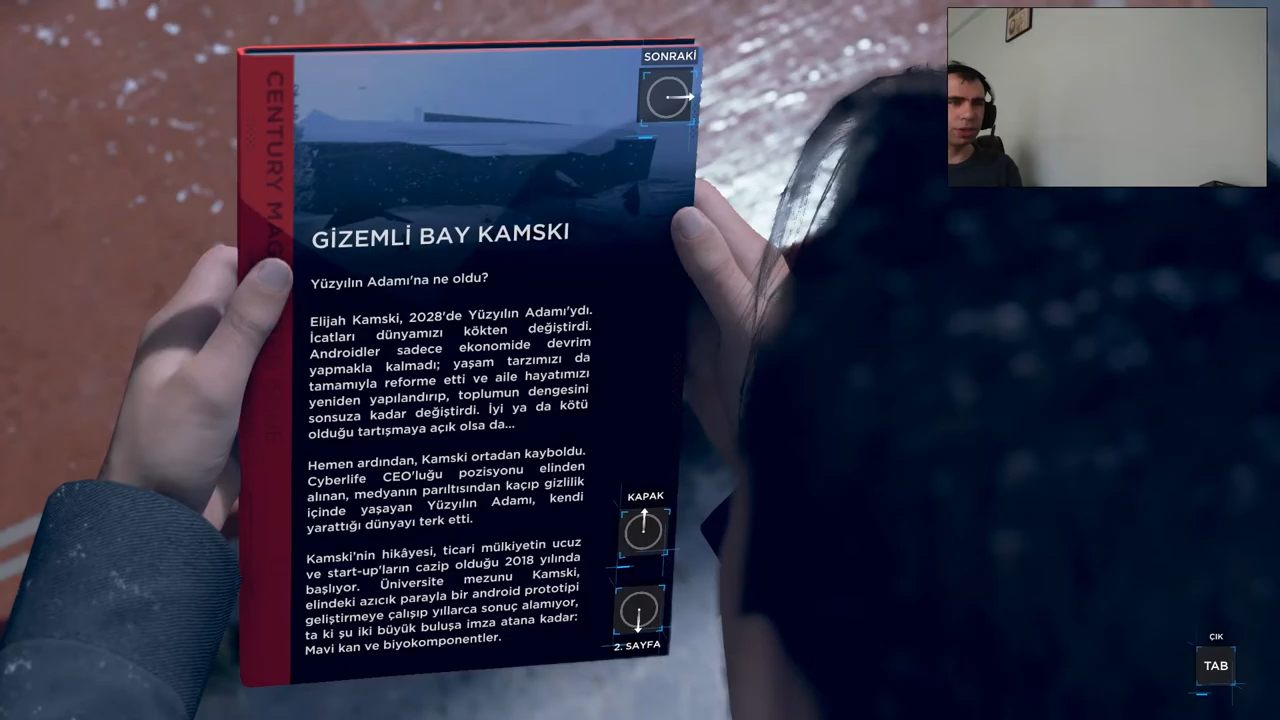 SONRAKİ
CENTURY MAG
GİZEMLİ BAY KAMSKI
Yüzyılın Adamı'na ne oldu?
Elijah Kamski, 2028'de Yüzyılın Adamı'ydı.
İcatları dünyamızı kökten değiştirdi.
Androidler sadece ekonomide devrim
yapmakla kalmadı; yaşam tarzımızı da
tamamıyla reforme etti ve aile hayatımızı
yeniden yapılandırıp, toplumun dengesini
sonsuza kadar değiştirdi. İyi ya da kötü
olduğu tartışmaya açık olsa da...
Hemen ardından, Kamski ortadan kayboldu.
Cyberlife CEO'luğu pozisyonu elinden
alınan, medyanın parıltısından kaçıp gizlilik
içinde yaşayan Yüzyılın Adamı, kendi
yarattığı dünyayı terk etti.
Kamski'nin hikâyesi, ticari mülkiyetin ucuz
ve start-up'ların cazip olduğu 2018 yılında
başlıyor. Üniversite mezunu Kamski,
elindeki azıcık parayla bir android prototipi
geliştirmeye çalışıp yıllarca sonuç alamıyor,
ta ki şu iki büyük buluşa imza atana kadar:
Mavi kan ve biyokomponentler.
KAPAK
2. SAYFA
ÇIK
TAB